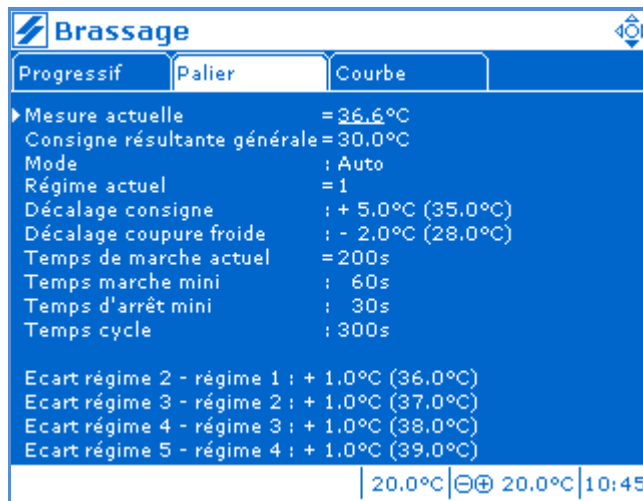 Brassage
Progressif Palier Courbe
Mesure actuelle = 36.6°C
Consigne résultante générale = 30.0°C
Mode : Auto
Régime actuel = 1
Décalage consigne : + 5.0°C (35.0°C)
Décalage coupure froide : - 2.0°C (28.0°C)
Temps de marche actuel = 200s
Temps marche mini : 60s
Temps d'arrêt mini : 30s
Temps cycle : 300s
Ecart régime 2 - régime 1 : + 1.0°C (36.0°C)
Ecart régime 3 - régime 2 : + 1.0°C (37.0°C)
Ecart régime 4 - régime 3 : + 1.0°C (38.0°C)
Ecart régime 5 - régime 4 : + 1.0°C (39.0°C)
20.0°C ⊖⊕ 20.0°C 10:45